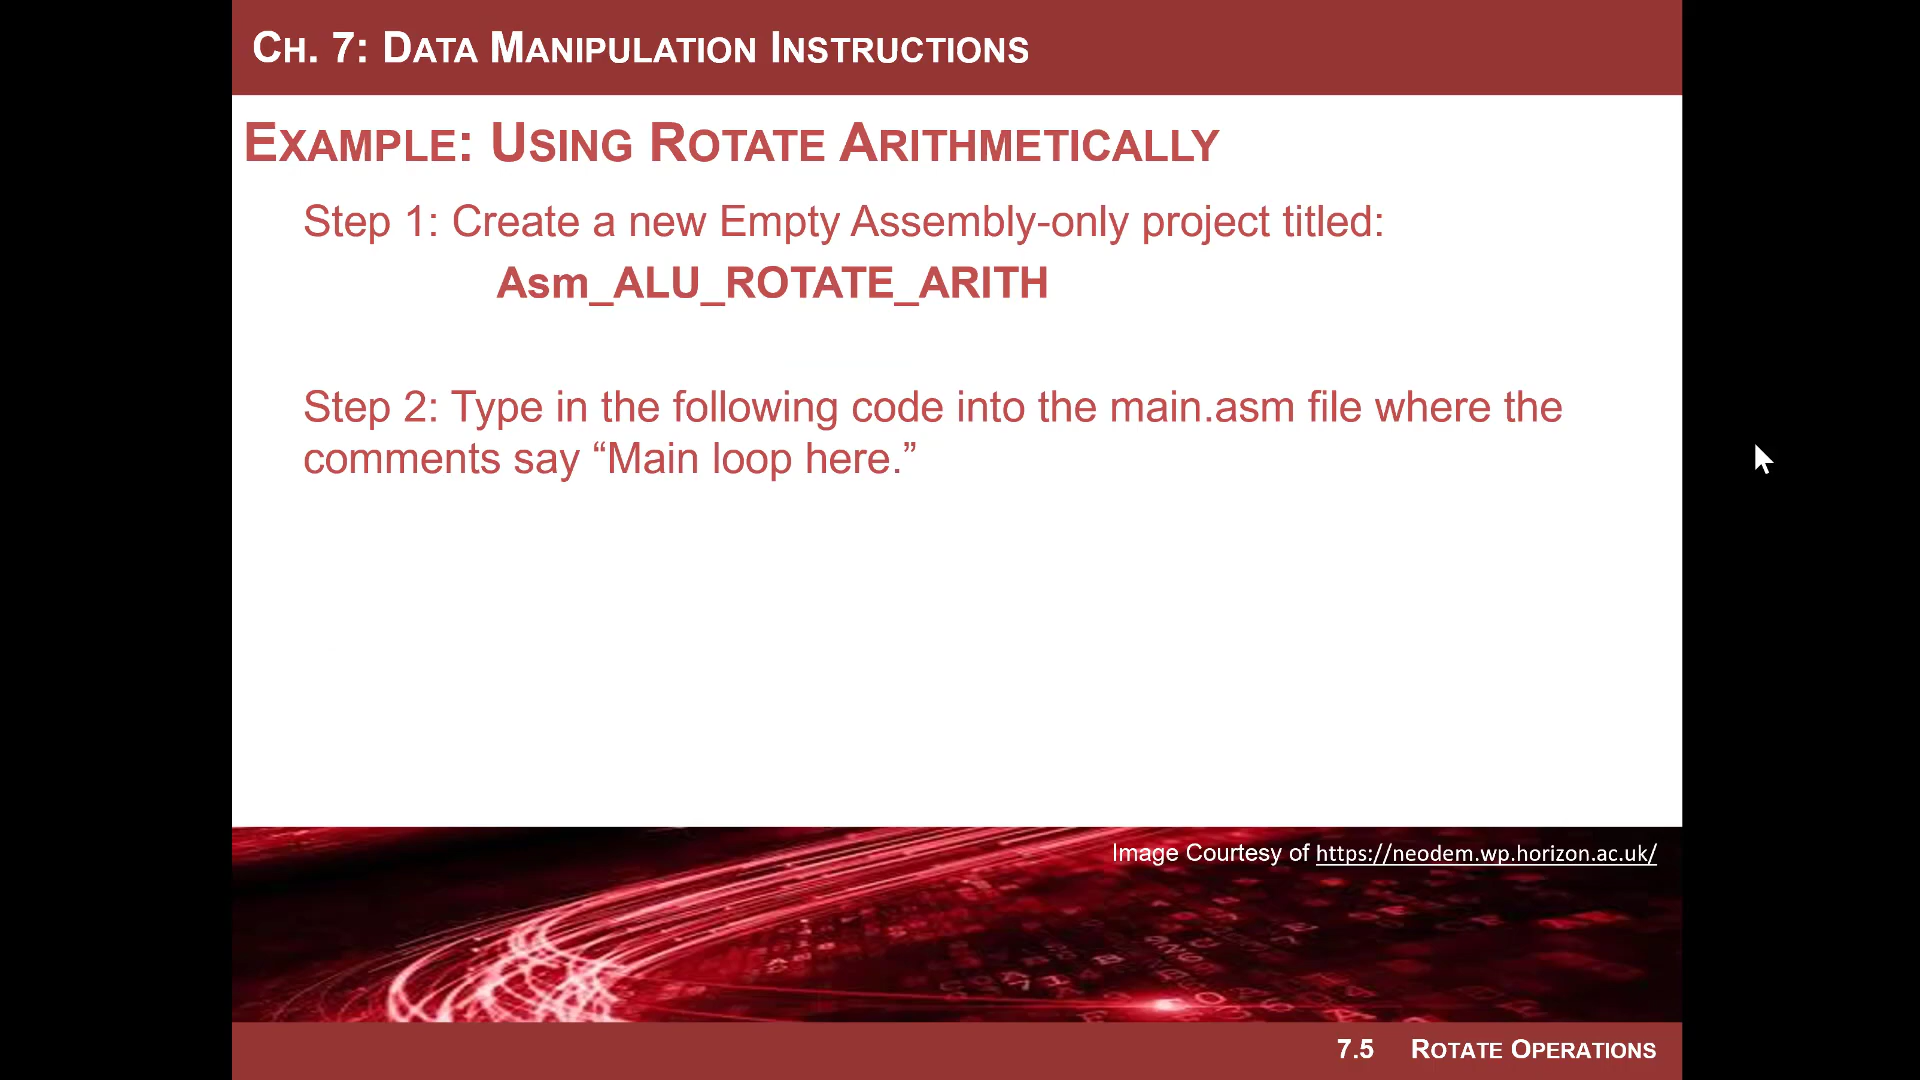 CH. 7: DATA MANIPULATION INSTRUCTIONS
EXAMPLE: USING ROTATE ARITHMETICALLY
Step 1: Create a new Empty Assembly-only project titled:
Asm_ALU_ROTATE_ARITH
Step 2: Type in the following code into the main.asm file where the
comments say “Main loop here.”
Image Courtesy of https://neodem.wp.horizon.ac.uk/
7.5 ROTATE OPERATIONS